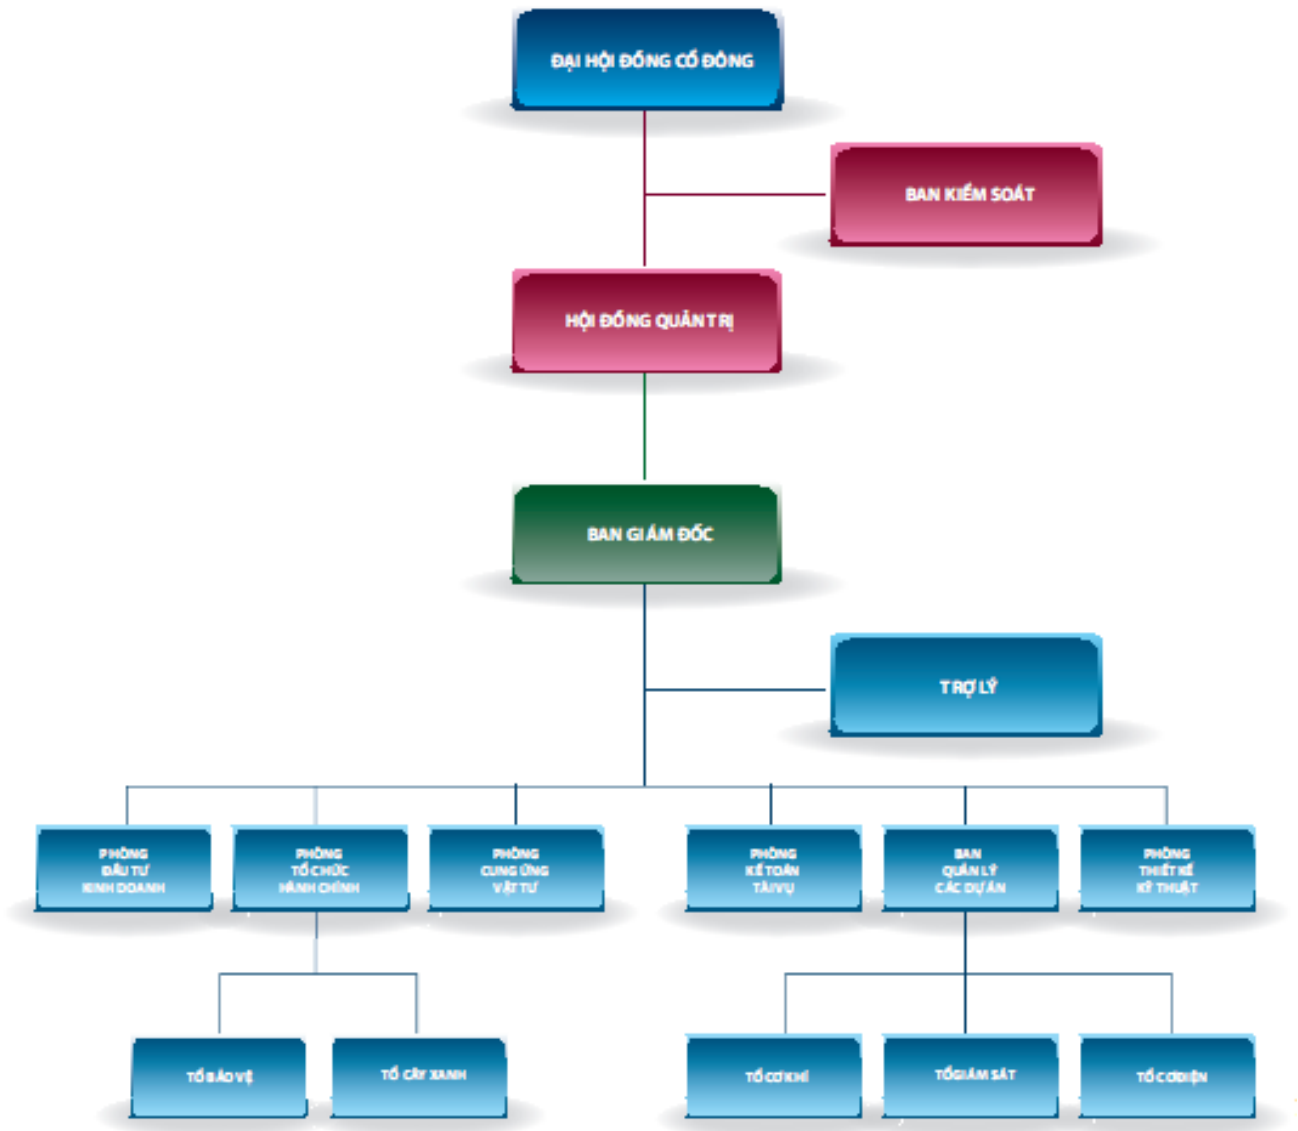 ĐẠI HỘI ĐỒNG CỔ ĐÔNG
BAN KIỂM SOÁT
HỘI ĐỒNG QUẢN TRỊ
BAN GIÁM ĐỐC
TRỢ LÝ
PHÒNG
ĐẦU TƯ
KINH DOANH
PHÒNG
TỔ CHỨC
HÀNH CHÍNH
PHÒNG
CUNG ỨNG
VẬT TƯ
PHÒNG
KẾ TOÁN
TÀI VỤ
BAN
QUẢN LÝ
CÁC DỰ ÁN
PHÒNG
THIẾT KẾ
KỸ THUẬT
TỔ BẢO VỆ
TỔ CÂY XANH
TỔ CƠ KHÍ
TỔ GIÁM SÁT
TỔ CƠ ĐIỆN